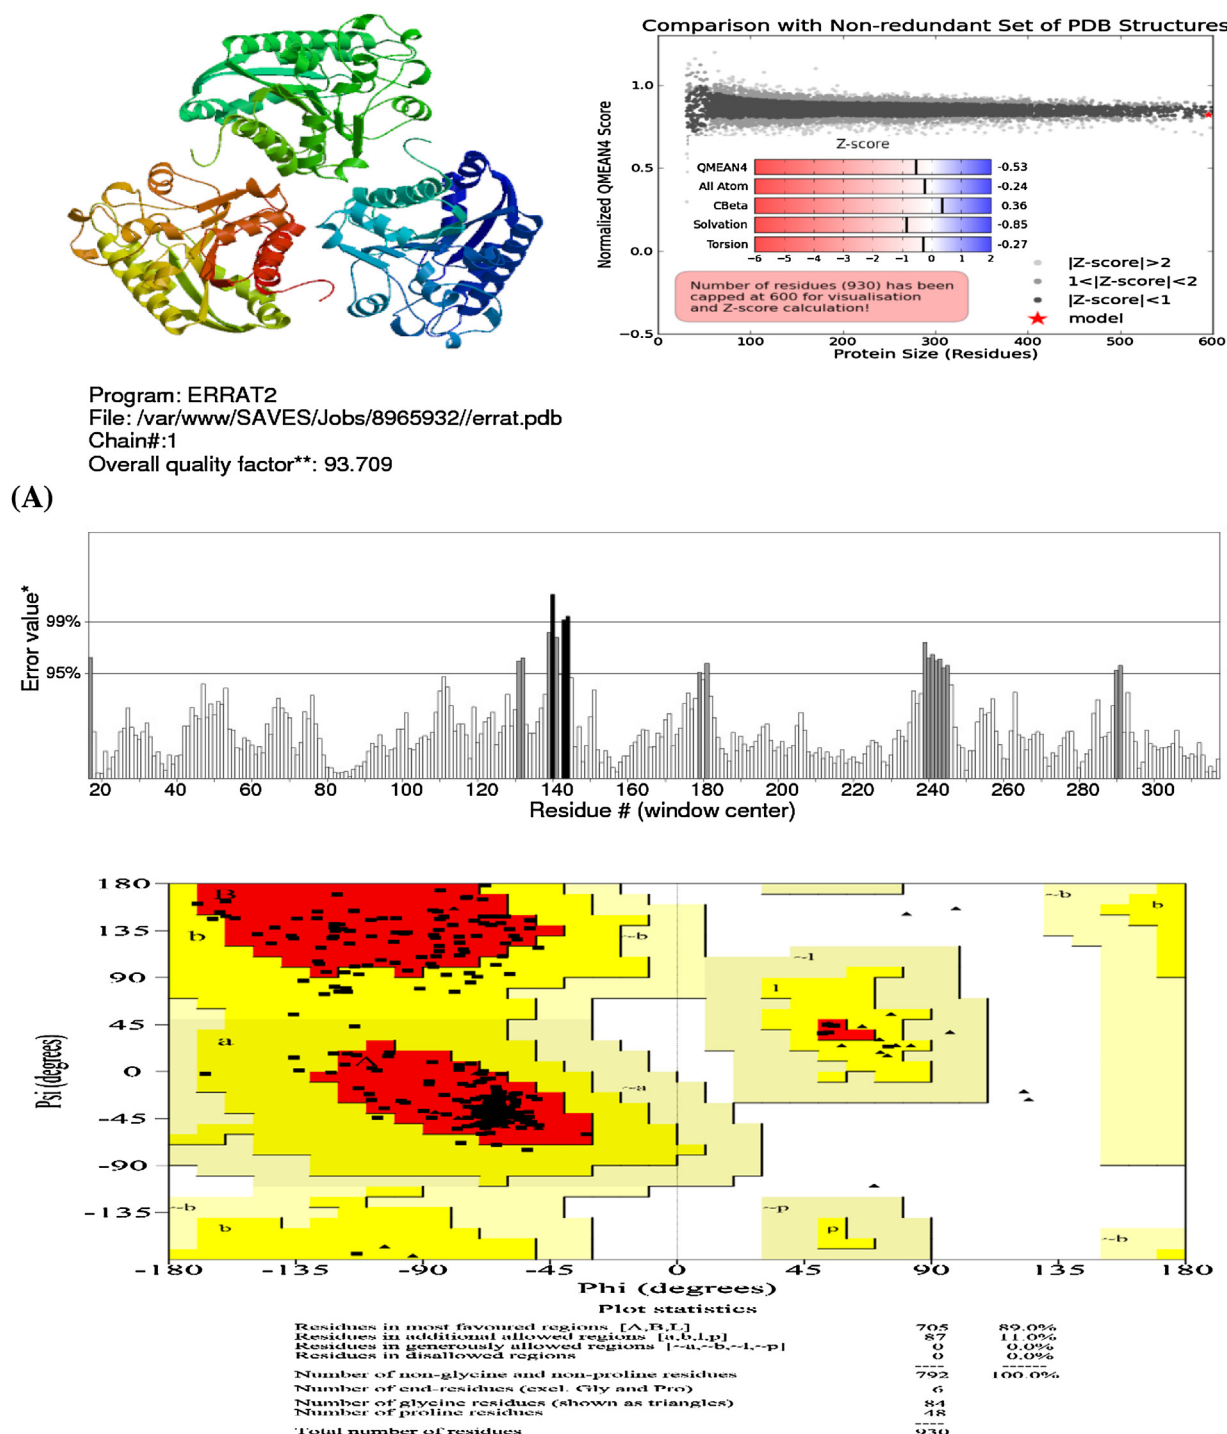 Comparison with Non-redundant Set of PDB Structures
Normalized QMEAN4 Score
1.0
0.5
0.0
−0.5
Z-score
QMEAN4 -0.53
All Atom -0.24
CBeta 0.36
Solvation -0.85
Torsion -0.27
-6 -5 -4 -3 -2 -1 0 1 2
Number of residues (930) has been
capped at 600 for visualisation
and Z-score calculation!
|Z-score|>2
1<|Z-score|<2
|Z-score|<1
model
0 100 200 300 400 500 600
Protein Size (Residues)
Program: ERRAT2
File: /var/www/SAVES/Jobs/8965932//errat.pdb
Chain#:1
Overall quality factor**: 93.709
(A)
Error value*
99%
95%
20 40 60 80 100 120 140 160 180 200 220 240 260 280 300
Residue # (window center)
Psi (degrees)
180
135
90
45
0
-45
-90
-135
B
b
~b
~b
b
~l
l
a
~a
~b
b
~p
p
~b
-180 -135 -90 -45 0 45 90 135 180
Phi (degrees)
Plot statistics
Residues in most favoured regions [A,B,L] 705 89.0%
Residues in additional allowed regions [a,b,l,p] 87 11.0%
Residues in generously allowed regions [~a,~b,~l,~p] 0 0.0%
Residues in disallowed regions 0 0.0%
---- ------
Number of non-glycine and non-proline residues 792 100.0%
Number of end-residues (excl. Gly and Pro) 6
Number of glycine residues (shown as triangles) 84
Number of proline residues 48
----
Total number of residues 930